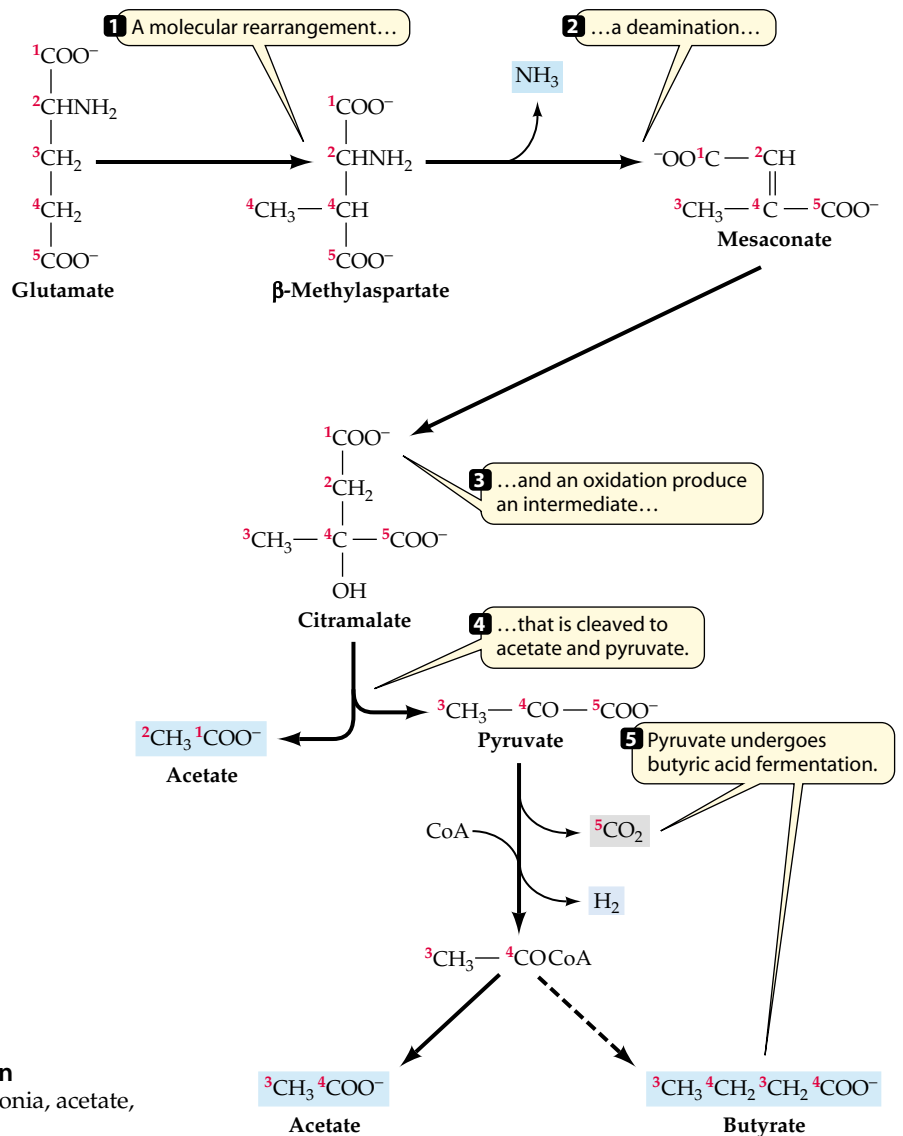 1 A molecular rearrangement…
2 …a deamination…
1COO–
2CHNH2
3CH2
4CH2
5COO–
Glutamate
1COO–
2CHNH2
4CH3— 4CH
5COO–
β-Methylaspartate
NH3
–OO1C — 2CH
3CH3— 4C — 5COO–
Mesaconate
1COO–
2CH2
3CH3— 4C — 5COO–
OH
Citramalate
3 …and an oxidation produce
an intermediate…
4 …that is cleaved to
acetate and pyruvate.
2CH3 1COO–
Acetate
3CH3— 4CO — 5COO–
Pyruvate
5 Pyruvate undergoes
butyric acid fermentation.
CoA
5CO2
H2
3CH3— 4COCoA
3CH3 4COO–
Acetate
3CH3 4CH2 3CH2 4COO–
Butyrate
n
onia, acetate,